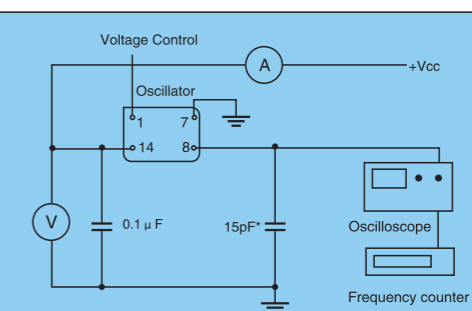 Voltage Control
A
+Vcc
Oscillator
1
7
14
8
V
0.1 µ F
15pF*
Oscilloscope
Frequency counter